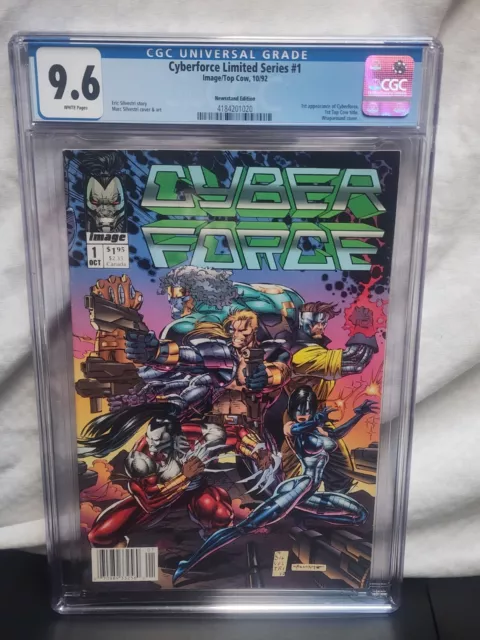 CGC UNIVERSAL GRADE
9.6
WHITE Pages
Cyberforce Limited Series #1
Image/Top Cow, 10/92
Newsstand Edition
4184261020
Eric Silvestri story
Marc Silvestri cover & art
1st appearance of Cyberforce
1st Top Cow title
Wraparound cover
CGC
CYBER
FORCE
image
1
OCT
$1.95
Canada